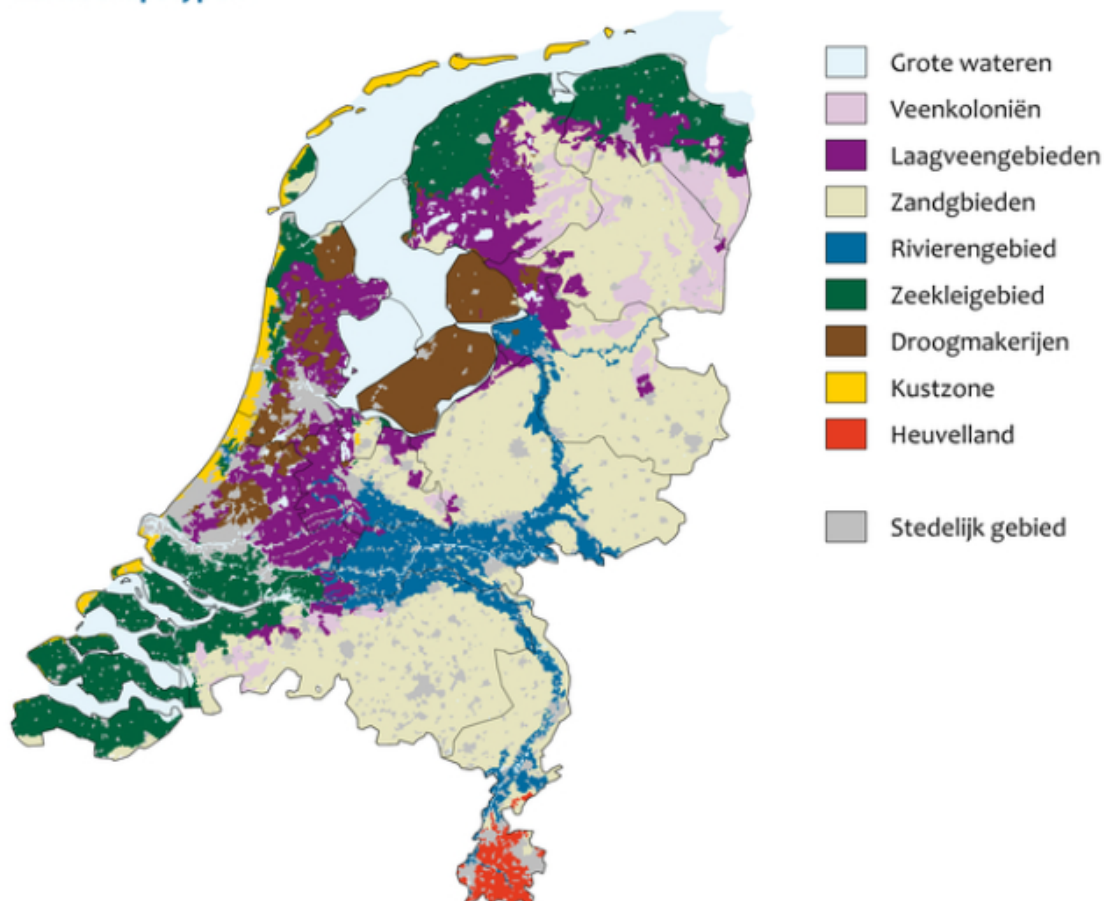 Grote wateren
Veenkoloniën
Laagveengebieden
Zandgbieden
Rivierengebied
Zeekleigebied
Droogmakerijen
Kustzone
Heuvelland
Stedelijk gebied